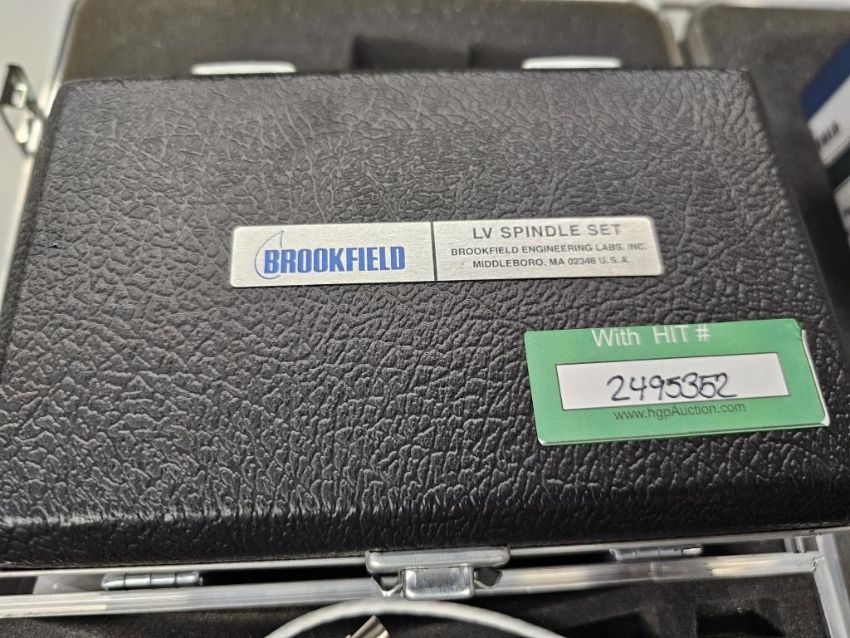 BROOKFIELD
LV SPINDLE SET
BROOKFIELD ENGINEERING LABS. INC.
MIDDLEBORO, MA 02346 U.S.A.
With HIT #
2495352
www.hgpAuction.com